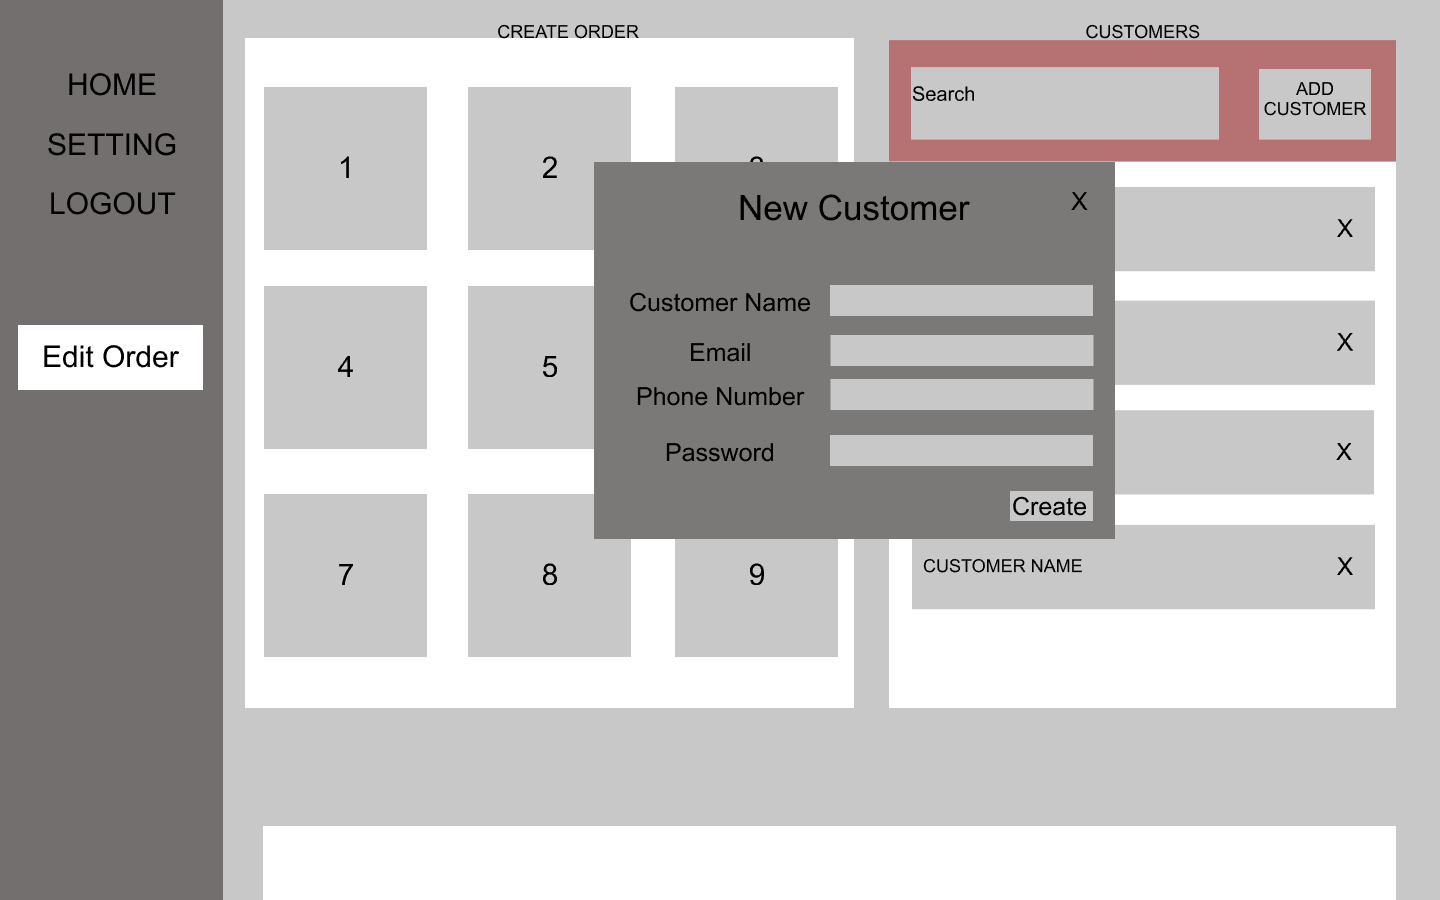 HOME
SETTING
LOGOUT
Edit Order
CREATE ORDER
1
2
4
5
7
8
9
CUSTOMERS
Search
ADD
CUSTOMER
X
X
X
CUSTOMER NAME
X
New Customer
X
Customer Name
Email
Phone Number
Password
Create